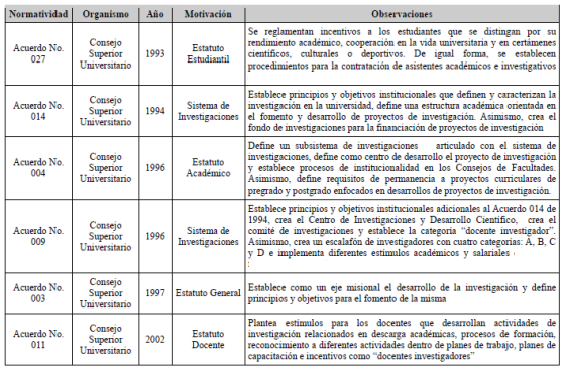 Normatividad Organismo Año Motivación Observaciones
Acuerdo No.
027
Consejo
Superior
Universitario
1993
Estatuto
Estudiantil
Se reglamentan incentivos a los estudiantes que se distingan por su
rendimiento académico, cooperación en la vida universitaria y en certámenes
científicos, culturales o deportivos. De igual forma, se establecen
procedimientos para la contratación de asistentes académicos e investigativos
Acuerdo No.
014
Consejo
Superior
Universitario
1994
Sistema de
Investigaciones
Establece principios y objetivos institucionales que definen y caracterizan la
investigación en la universidad, define una estructura académica orientada en
el fomento y desarrollo de proyectos de investigación. Asimismo, crea el
fondo de investigaciones para la financiación de proyectos de investigación
Acuerdo No.
004
Consejo
Superior
Universitario
1996
Estatuto
Académico
Define un subsistema de investigaciones articulado con el sistema de
investigaciones, define como centro de desarrollo el proyecto de investigación
y establece procesos de institucionalidad en los Consejos de Facultades.
Asimismo, define requisitos de permanencia a proyectos curriculares de
pregrado y postgrado enfocados en desarrollos de proyectos de investigación.
Acuerdo No.
009
Consejo
Superior
Universitario
1996
Sistema de
Investigaciones
Establece principios y objetivos institucionales adicionales al Acuerdo 014 de
1994, crea el Centro de Investigaciones y Desarrollo Científico, crea el
comité de investigaciones y establece la categoría “docente investigador”.
Asimismo, crea un escalafón de investigadores con cuatro categorías: A, B, C
y D e implementa diferentes estímulos académicos y salariales
Acuerdo No.
003
Consejo
Superior
Universitario
1997
Estatuto General
Establece como un eje misional el desarrollo de la investigación y define
principios y objetivos para el fomento de la misma
Acuerdo No.
011
Consejo
Superior
Universitario
2002
Estatuto
Docente
Plantea estímulos para los docentes que desarrollan actividades de
investigación relacionados en descarga académicas, procesos de formación,
reconocimiento a diferentes actividades dentro de planes de trabajo, planes de
capacitación e incentivos como “docentes investigadores”